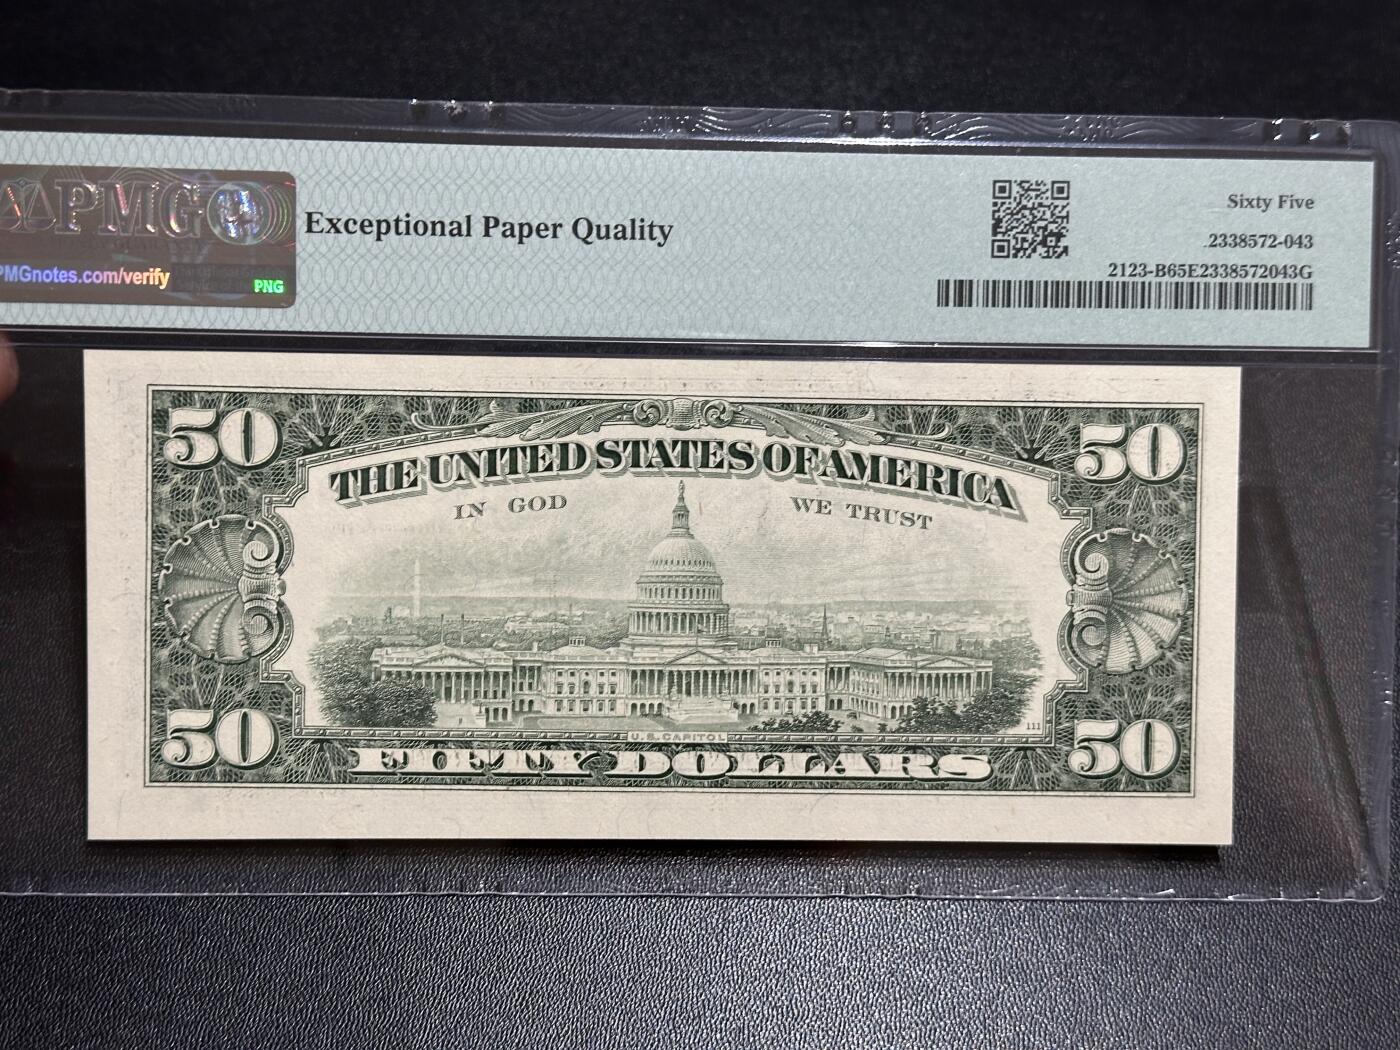 PMG
PMGnotes.com/verify
PNG
Exceptional Paper Quality
Sixty Five
.2338572-043
2123-B65E2338572043G
50
50
THE UNITED STATES OF AMERICA
IN GOD WE TRUST
111
U.S. CAPITOL
50
FIFTY DOLLARS
50